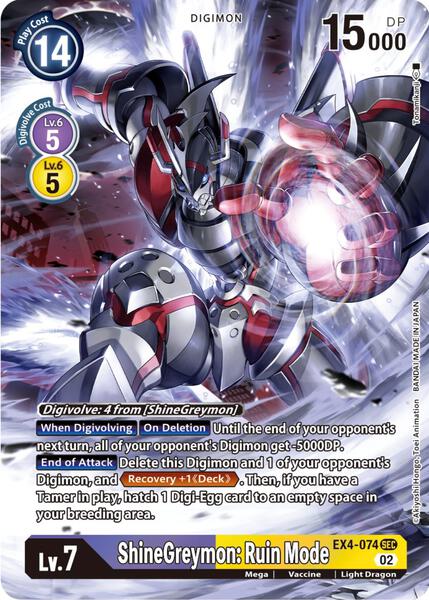 DIGIMON
Play Cost
14
DP
15000
Digivolve Cost
Lv.6
5
Lv.6
5
Tonamikanji
Digivolve: 4 from [ShineGreymon]
When Digivolving On Deletion Until the end of your opponent's
next turn, all of your opponent's Digimon get -5000DP.
End of Attack Delete this Digimon and 1 of your opponent's
Digimon, and Recovery +1《Deck》. Then, if you have a
Tamer in play, hatch 1 Digi-Egg card to an empty space in
your breeding area.
©Akiyoshi Hongo, Toei Animation BANDAI MADE IN JAPAN
Lv.7
ShineGreymon: Ruin Mode
EX4-074 SEC
02
Mega | Vaccine | Light Dragon